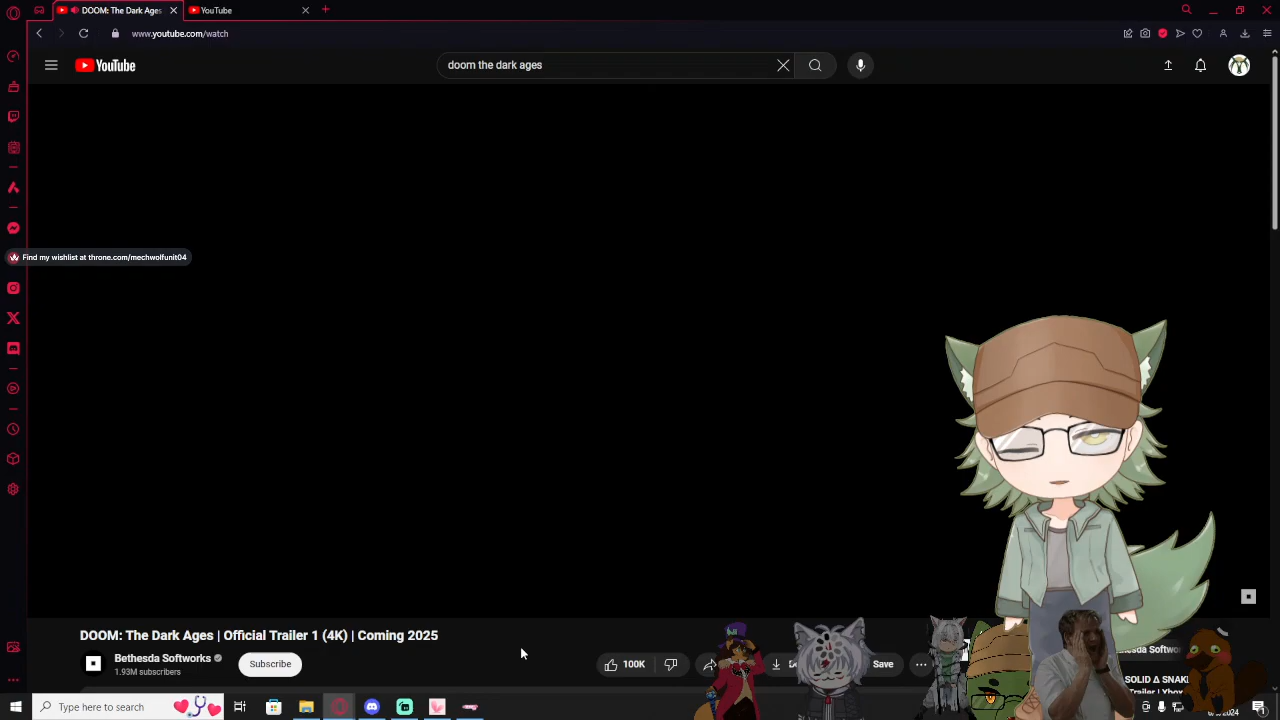 DOOM: The Dark Ages
YouTube
www.youtube.com/watch
YouTube
doom the dark ages
Find my wishlist at throne.com/mechwolfunit04
DOOM: The Dark Ages | Official Trailer 1 (4K) | Coming 2025
Bethesda Softworks
1.93M subscribers
Subscribe
100K
Save
Type here to search